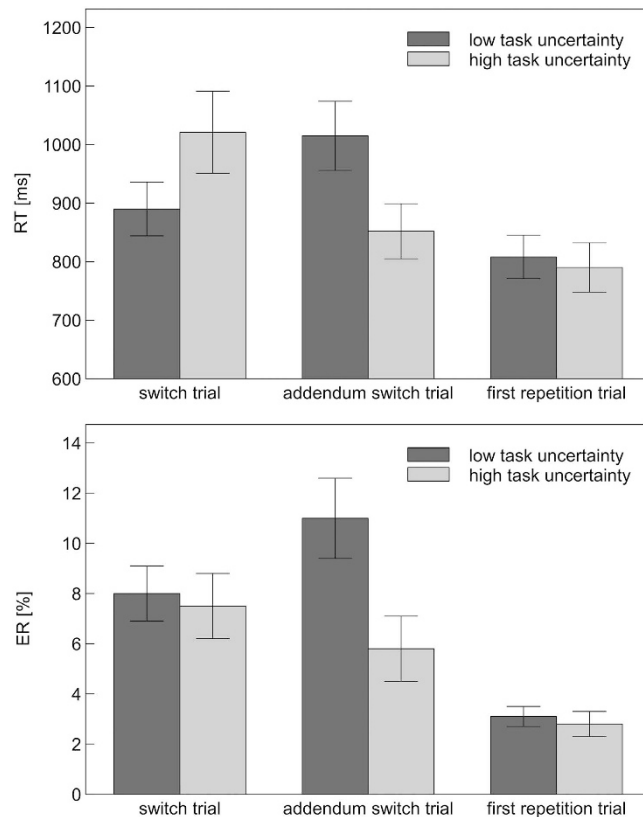 1200
1100
1000
900
800
700
600
RT [ms]
low task uncertainty
high task uncertainty
switch trial
addendum switch trial
first repetition trial
14
12
10
8
6
4
2
0
ER [%]
low task uncertainty
high task uncertainty
switch trial
addendum switch trial
first repetition trial